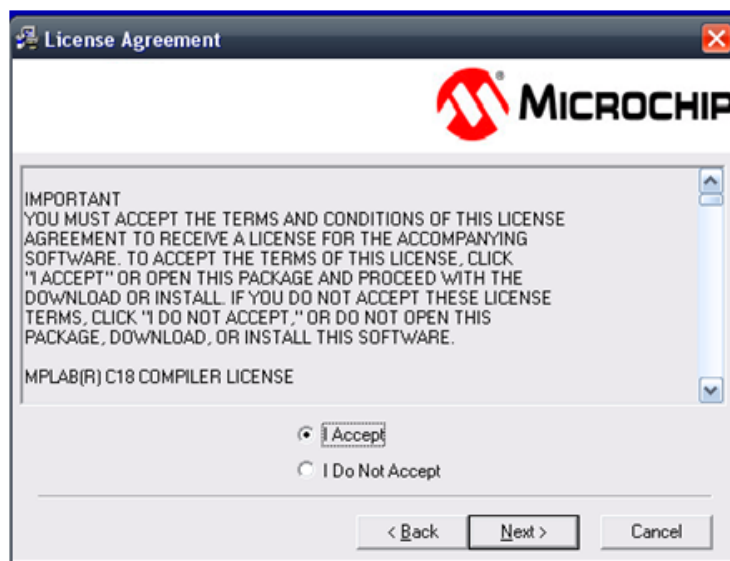 License Agreement
MICROCHIP
IMPORTANT
YOU MUST ACCEPT THE TERMS AND CONDITIONS OF THIS LICENSE
AGREEMENT TO RECEIVE A LICENSE FOR THE ACCOMPANYING
SOFTWARE. TO ACCEPT THE TERMS OF THIS LICENSE, CLICK
"I ACCEPT" OR OPEN THIS PACKAGE AND PROCEED WITH THE
DOWNLOAD OR INSTALL. IF YOU DO NOT ACCEPT THESE LICENSE
TERMS, CLICK "I DO NOT ACCEPT," OR DO NOT OPEN THIS
PACKAGE, DOWNLOAD, OR INSTALL THIS SOFTWARE.
MPLAB(R) C18 COMPILER LICENSE
I Accept
I Do Not Accept
< Back Next > Cancel